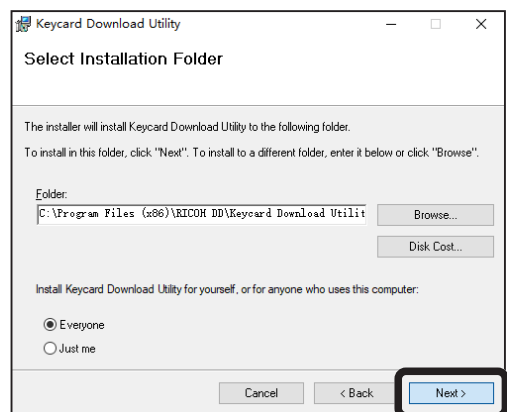 Keycard Download Utility
Select Installation Folder
The installer will install Keycard Download Utility to the following folder.
To install in this folder, click "Next". To install to a different folder, enter it below or click "Browse".
Folder:
C:\Program Files (x86)\RICOH DD\Keycard Download Utilit
Browse...
Disk Cost...
Install Keycard Download Utility for yourself, or for anyone who uses this computer:
Everyone
Just me
Cancel
< Back
Next >